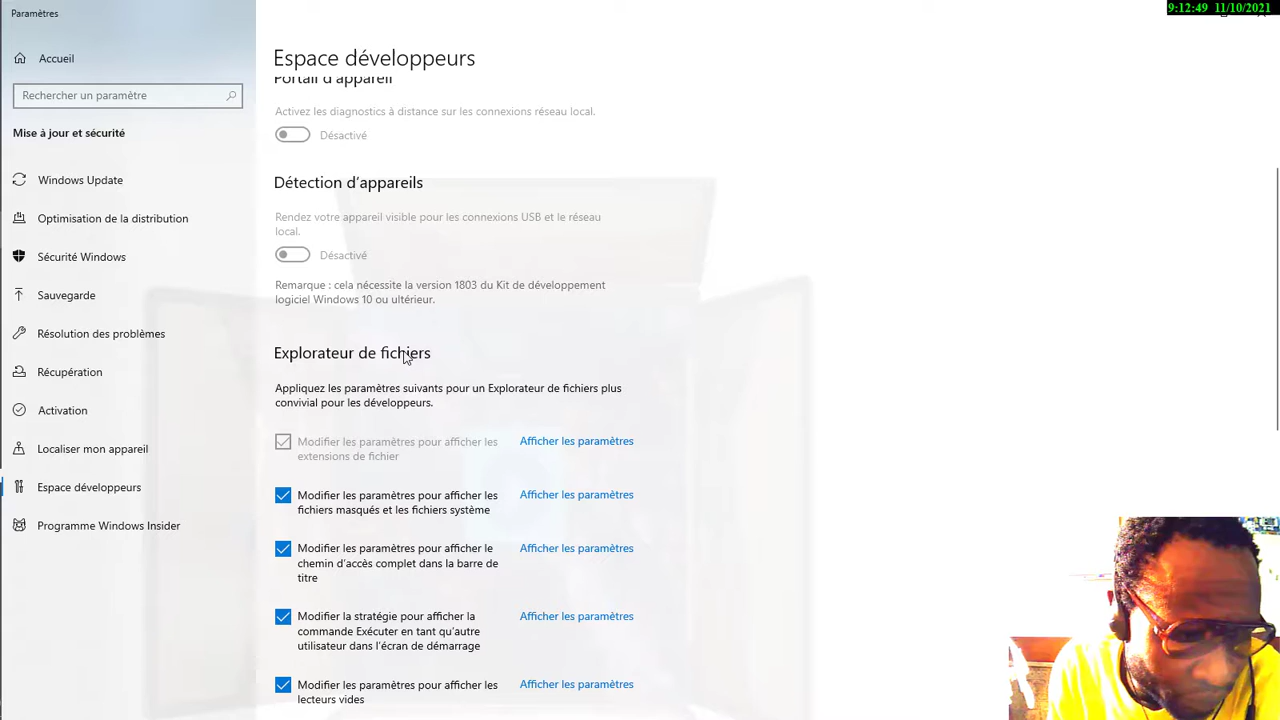 Paramètres
9:12:49 11/10/2021
Accueil
Rechercher un paramètre
Mise à jour et sécurité
Windows Update
Optimisation de la distribution
Sécurité Windows
Sauvegarde
Résolution des problèmes
Récupération
Activation
Localiser mon appareil
Espace développeurs
Programme Windows Insider
Espace développeurs
Portail d'appareil
Activez les diagnostics à distance sur les connexions réseau local.
Désactivé
Détection d'appareils
Rendez votre appareil visible pour les connexions USB et le réseau
local.
Désactivé
Remarque : cela nécessite la version 1803 du Kit de développement
logiciel Windows 10 ou ultérieur.
Explorateur de fichiers
Appliquez les paramètres suivants pour un Explorateur de fichiers plus
convivial pour les développeurs.
Modifier les paramètres pour afficher les Afficher les paramètres
extensions de fichier
Modifier les paramètres pour afficher les Afficher les paramètres
fichiers masqués et les fichiers système
Modifier les paramètres pour afficher le Afficher les paramètres
chemin d'accès complet dans la barre de
titre
Modifier la stratégie pour afficher la Afficher les paramètres
commande Exécuter en tant qu'autre
utilisateur dans l'écran de démarrage
Modifier les paramètres pour afficher les Afficher les paramètres
lecteurs vides